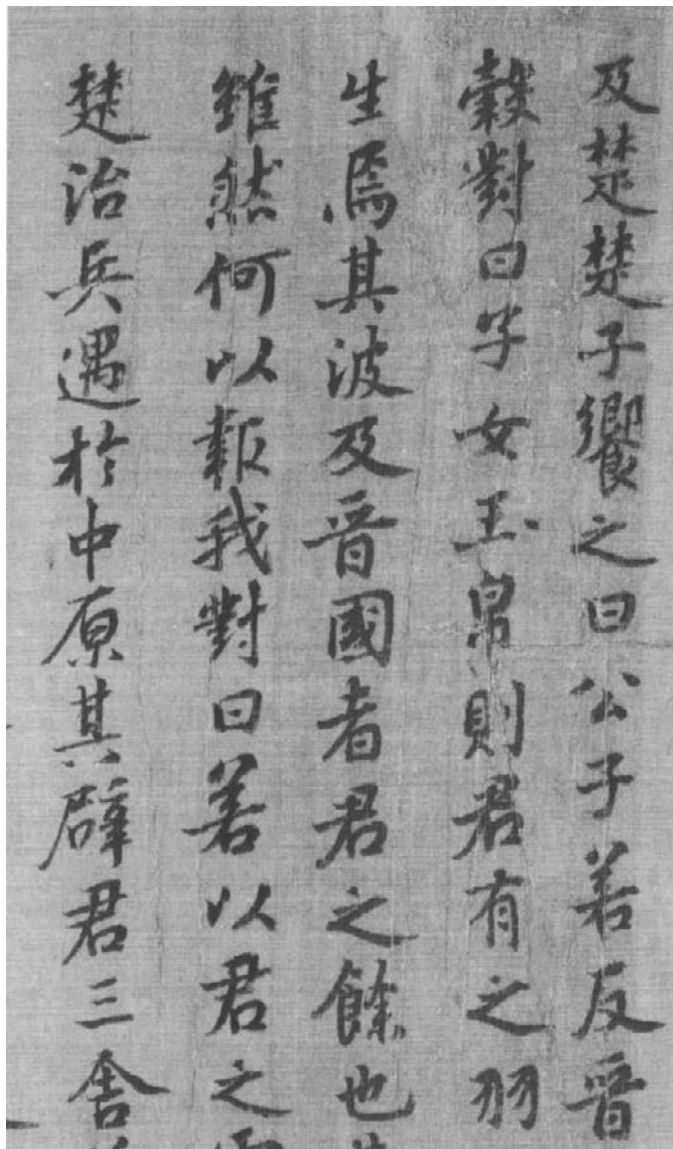 及楚楚子饗之曰公子若反晉
穀對曰子女玉帛則君有之羽
生焉其波及晉國者君之餘也
雖然何以報我對曰若以君之
楚治兵遇於中原其辟君三舍